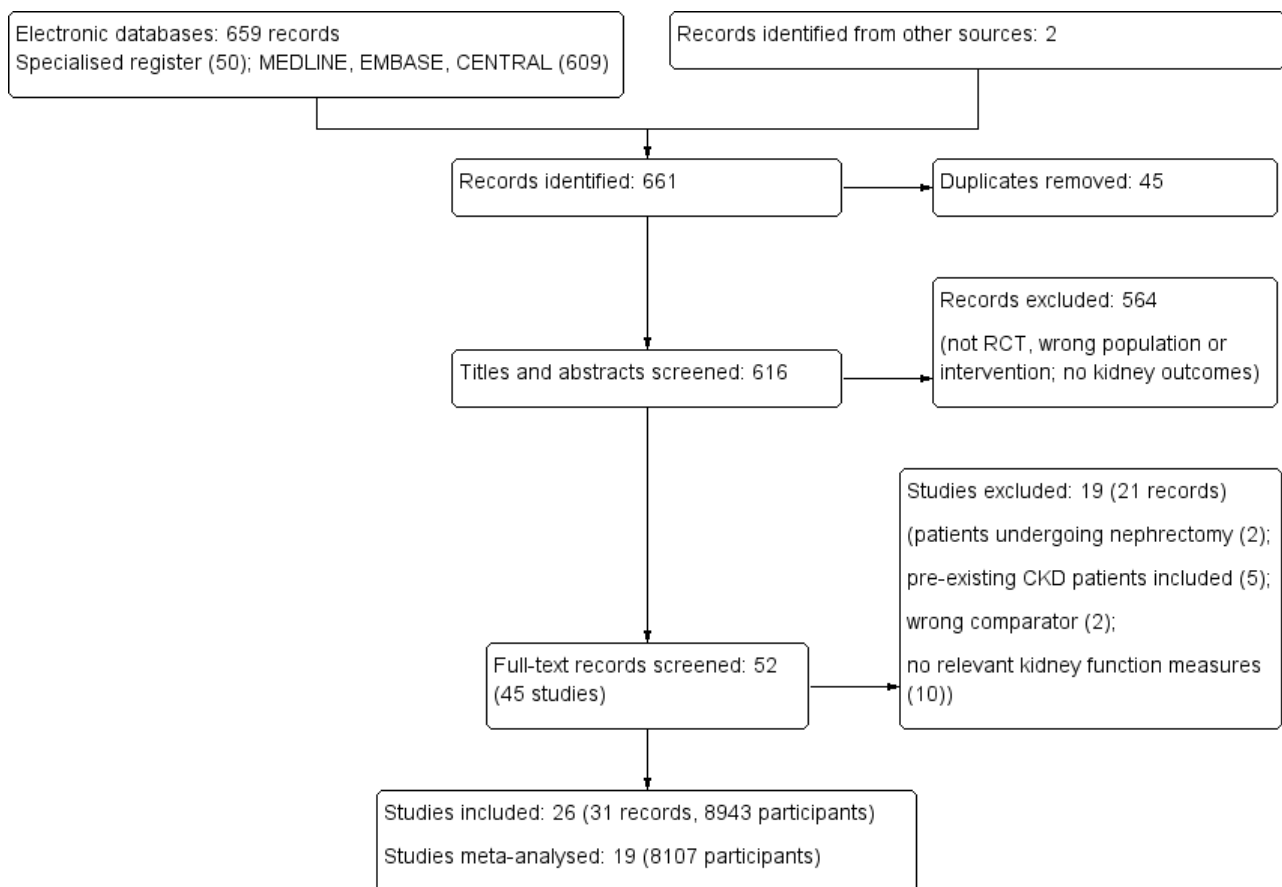 Electronic databases: 659 records
Specialised register (50); MEDLINE, EMBASE, CENTRAL (609)
Records identified from other sources: 2
Records identified: 661
Duplicates removed: 45
Records excluded: 564
(not RCT, wrong population or
intervention; no kidney outcomes)
Titles and abstracts screened: 616
Studies excluded: 19 (21 records)
(patients undergoing nephrectomy (2);
pre-existing CKD patients included (5);
wrong comparator (2);
no relevant kidney function measures
(10))
Full-text records screened: 52
(45 studies)
Studies included: 26 (31 records, 8943 participants)
Studies meta-analysed: 19 (8107 participants)